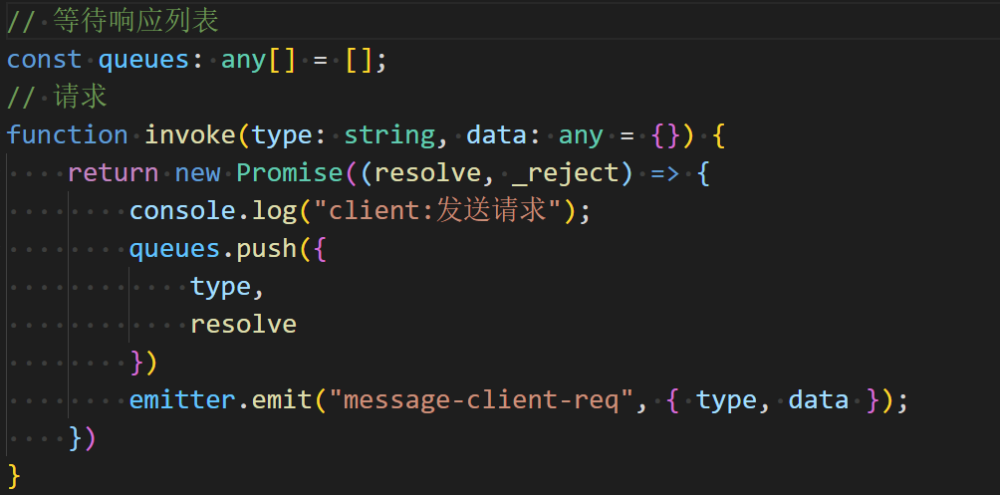 // 等待响应列表
const queues: any[] = [];
// 请求
function invoke(type: string, data: any = {}) {
    return new Promise((resolve, _reject) => {
        console.log("client:发送请求");
        queues.push({
            type,
            resolve
        })
        emitter.emit("message-client-req", { type, data });
    })
}